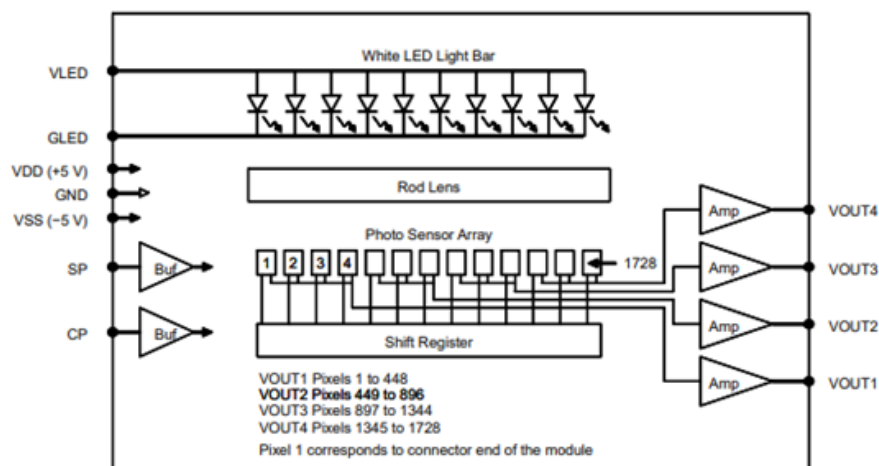 White LED Light Bar
VLED
GLED
VDD (+5 V)
GND
VSS (−5 V)
Rod Lens
Photo Sensor Array
SP
Buf
1 2 3 4
1728
CP
Buf
Shift Register
Amp VOUT4
Amp VOUT3
Amp VOUT2
Amp VOUT1
VOUT1 Pixels 1 to 448
VOUT2 Pixels 449 to 896
VOUT3 Pixels 897 to 1344
VOUT4 Pixels 1345 to 1728
Pixel 1 corresponds to connector end of the module